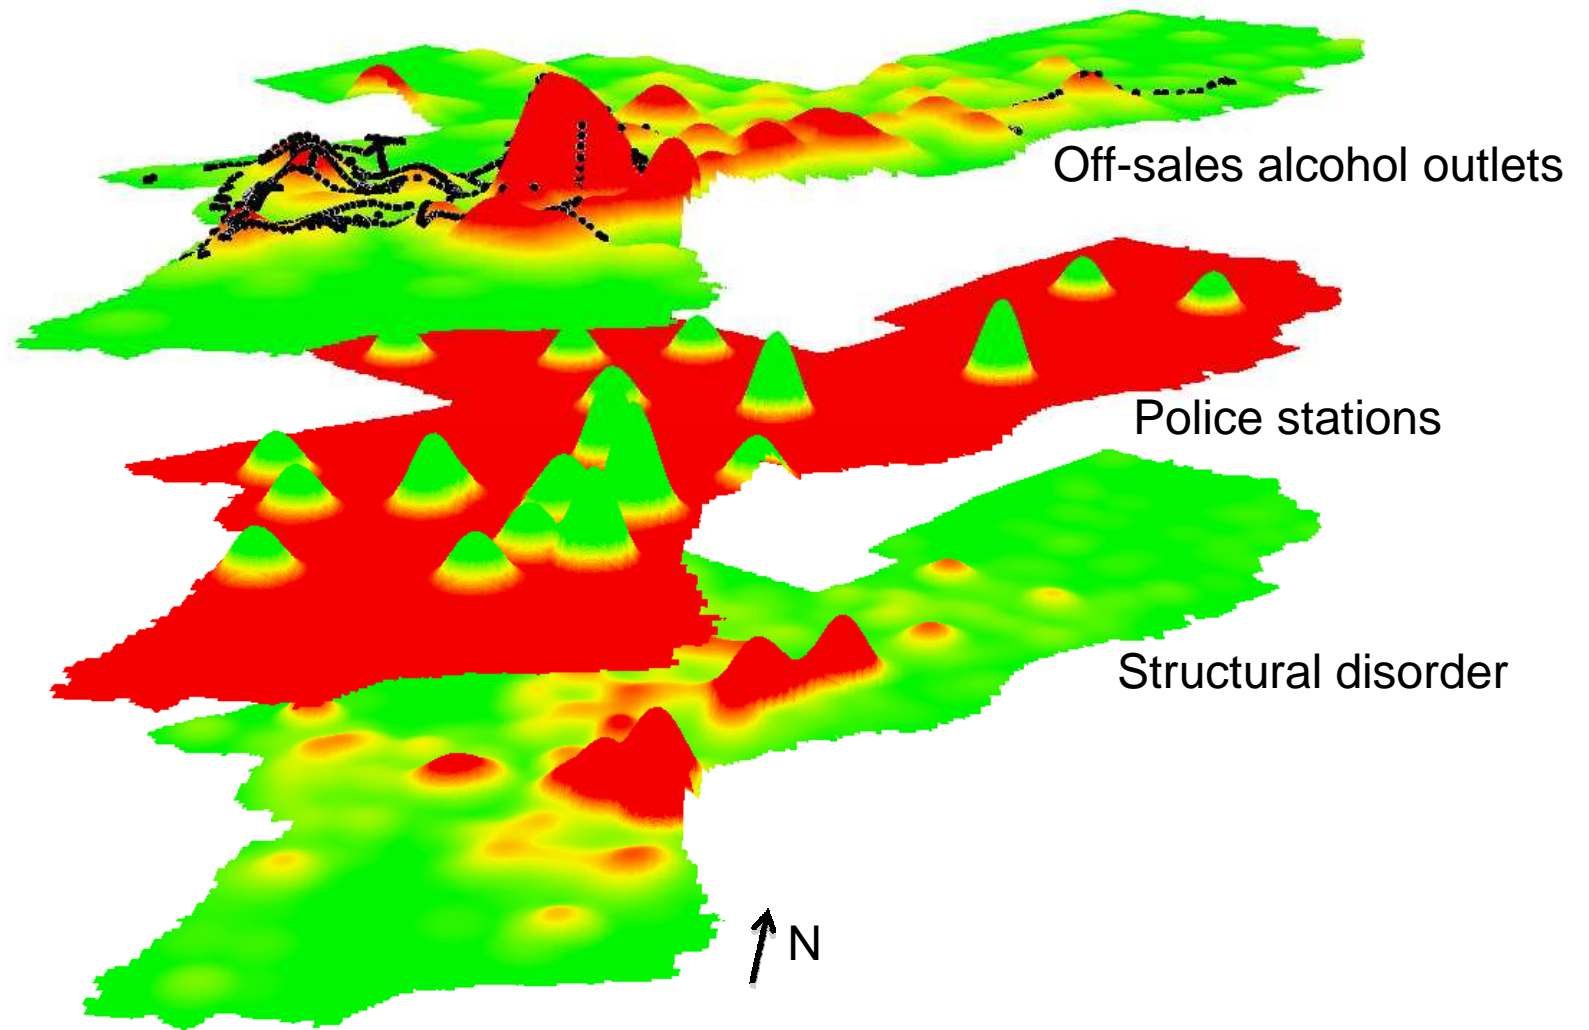 Off-sales alcohol outlets
Police stations
Structural disorder
N